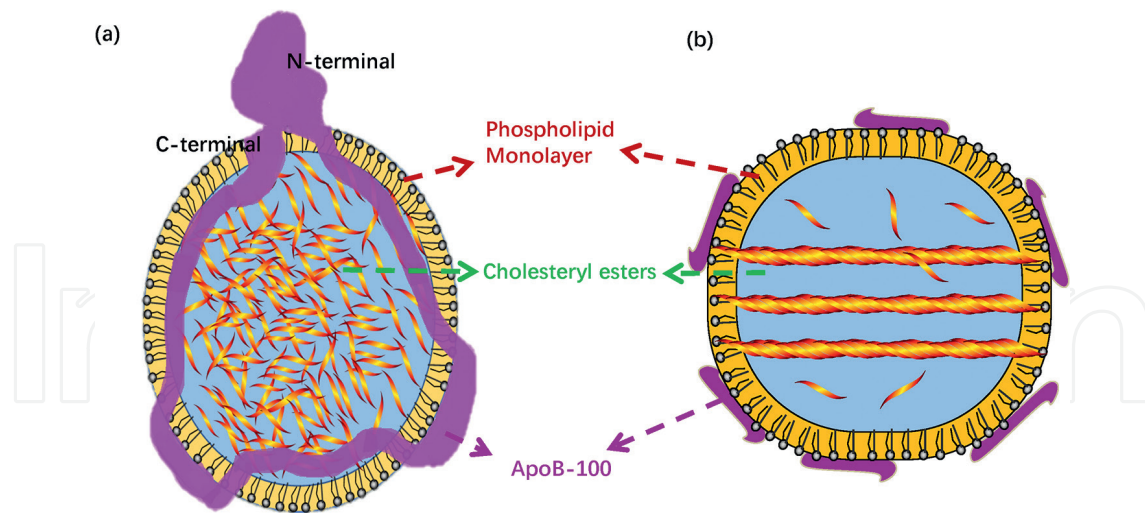 (a)
N-terminal
C-terminal
(b)
Phospholipid
Monolayer
Cholesteryl esters
ApoB-100